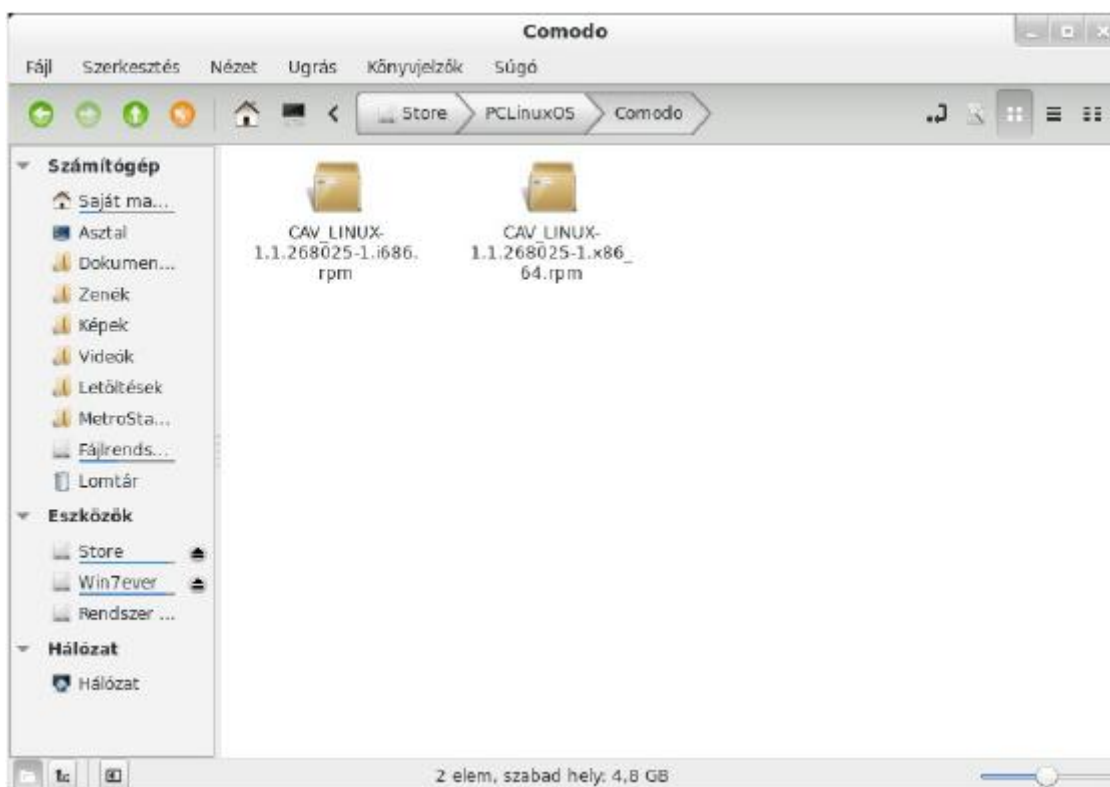 Comodo
Fájl Szerkesztés Nézet Ugrás Könyvjelzők Súgó
Store PCLinuxOS Comodo
Számítógép
Saját ma...
Asztal
Dokumen...
Zenék
Képek
Videók
Letöltések
MetroSta...
Fájlrends...
Lomtár
Eszközök
Store
Win7ever
Rendszer ...
Hálózat
Hálózat
CAV_LINUX-
1.1.268025-1.i686.
rpm
CAV_LINUX-
1.1.268025-1.x86_
64.rpm
2 elem, szabad hely: 4,8 GB